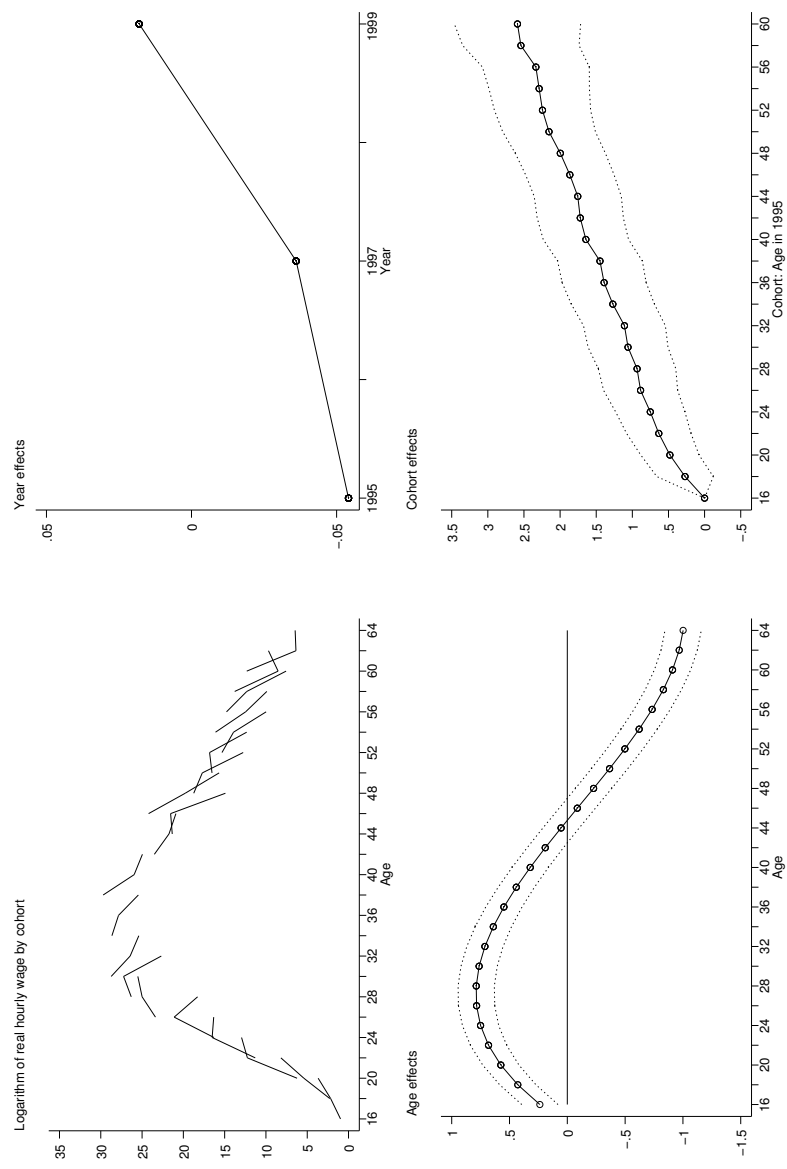 Logarithm of real hourly wage by cohort
35
30
25
20
15
10
5
0
16 20 24 28 32 36 40 44 48 52 56 60 64
Age
Year effects
.05
0
-.05
1995 1997 1999
Year
Age effects
1
.5
0
-.5
-1
-1.5
16 20 24 28 32 36 40 44 48 52 56 60 64
Age
Cohort effects
3.5
3
2.5
2
1.5
1
.5
0
-.5
16 20 24 28 32 36 40 44 48 52 56 60
Cohort: Age in 1995